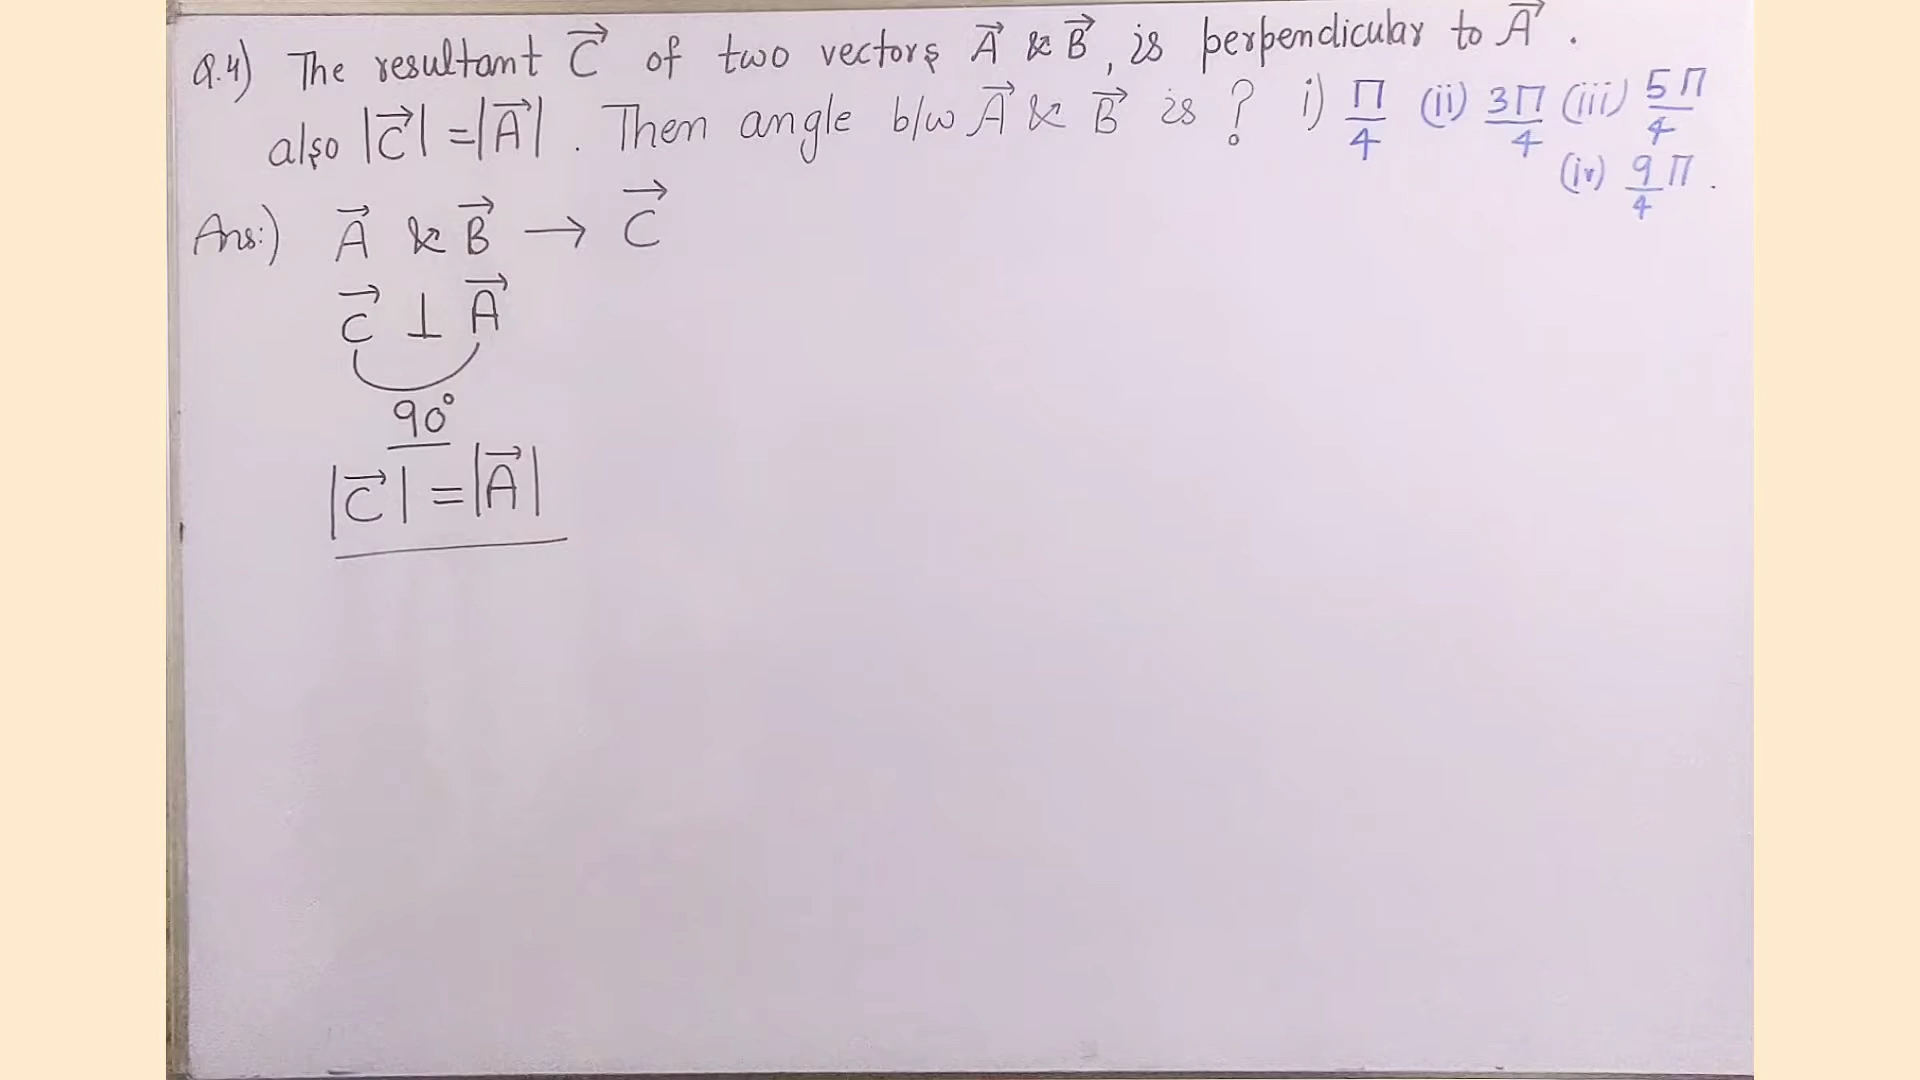 Q.4) The resultant C⃗ of two vectors A⃗ & B⃗, is perpendicular to A⃗.
also |C⃗| = |A⃗|. Then angle b/w A⃗ & B⃗ is? i) Π/4 (ii) 3Π/4 (iii) 5Π/4
(iv) 9/4 Π.
Ans:) A⃗ & B⃗ → C⃗
C⃗ ⊥ A⃗
90°
|C⃗| = |A⃗|